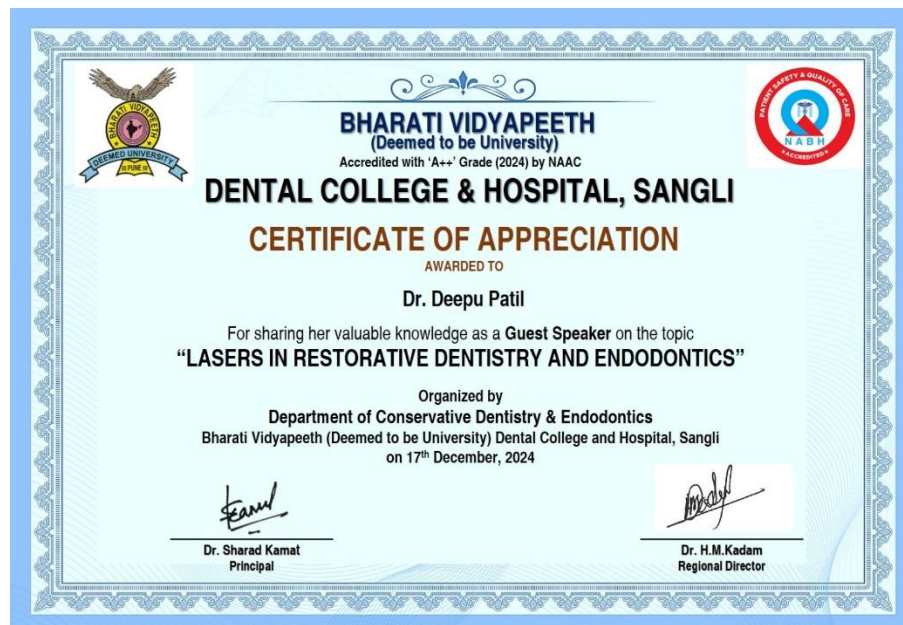 BHARATI VIDYAPEETH
DEEMED UNIVERSITY
PUNE
PATIENT SAFETY & QUALITY OF CARE
NABH
ACCREDITED
BHARATI VIDYAPEETH
(Deemed to be University)
Accredited with ‘A++’ Grade (2024) by NAAC
DENTAL COLLEGE & HOSPITAL, SANGLI
CERTIFICATE OF APPRECIATION
AWARDED TO
Dr. Deepu Patil
For sharing her valuable knowledge as a Guest Speaker on the topic
“LASERS IN RESTORATIVE DENTISTRY AND ENDODONTICS”
Organized by
Department of Conservative Dentistry & Endodontics
Bharati Vidyapeeth (Deemed to be University) Dental College and Hospital, Sangli
on 17th December, 2024
Dr. Sharad Kamat
Principal
Dr. H.M.Kadam
Regional Director